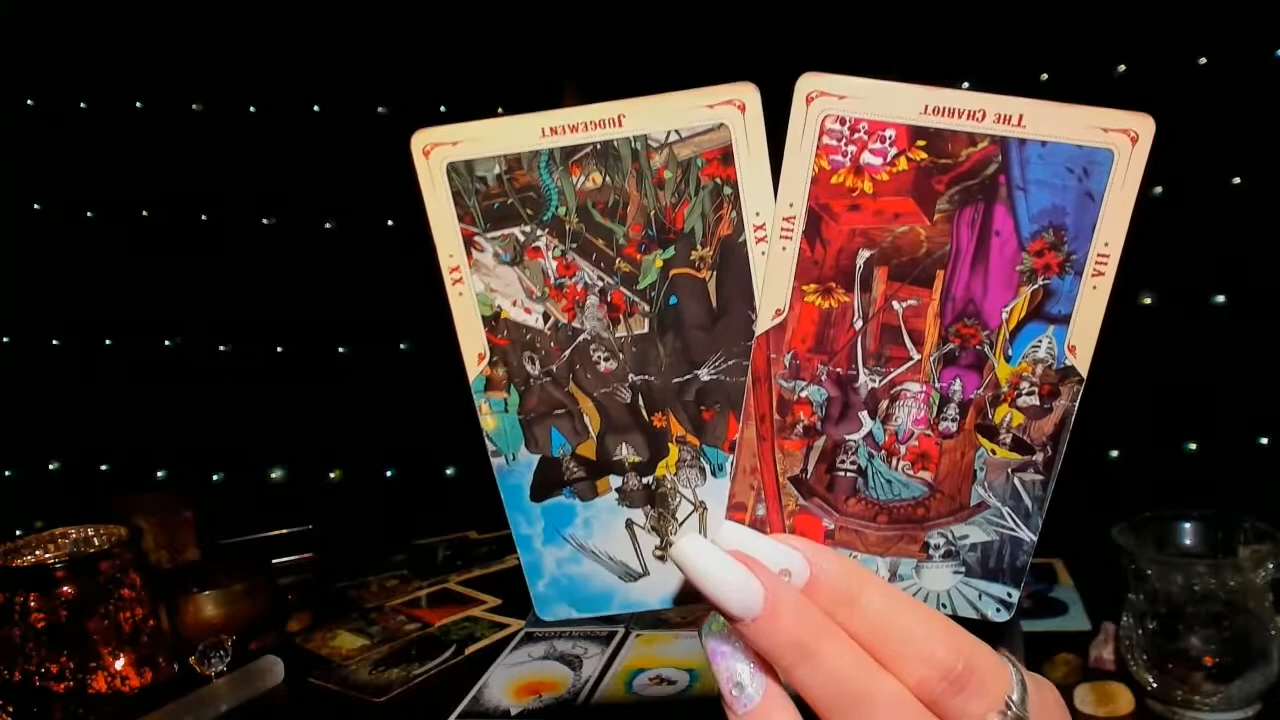 JUDGEMENT
XX
XX
THE CHARIOT
VII
VII
SCORPION